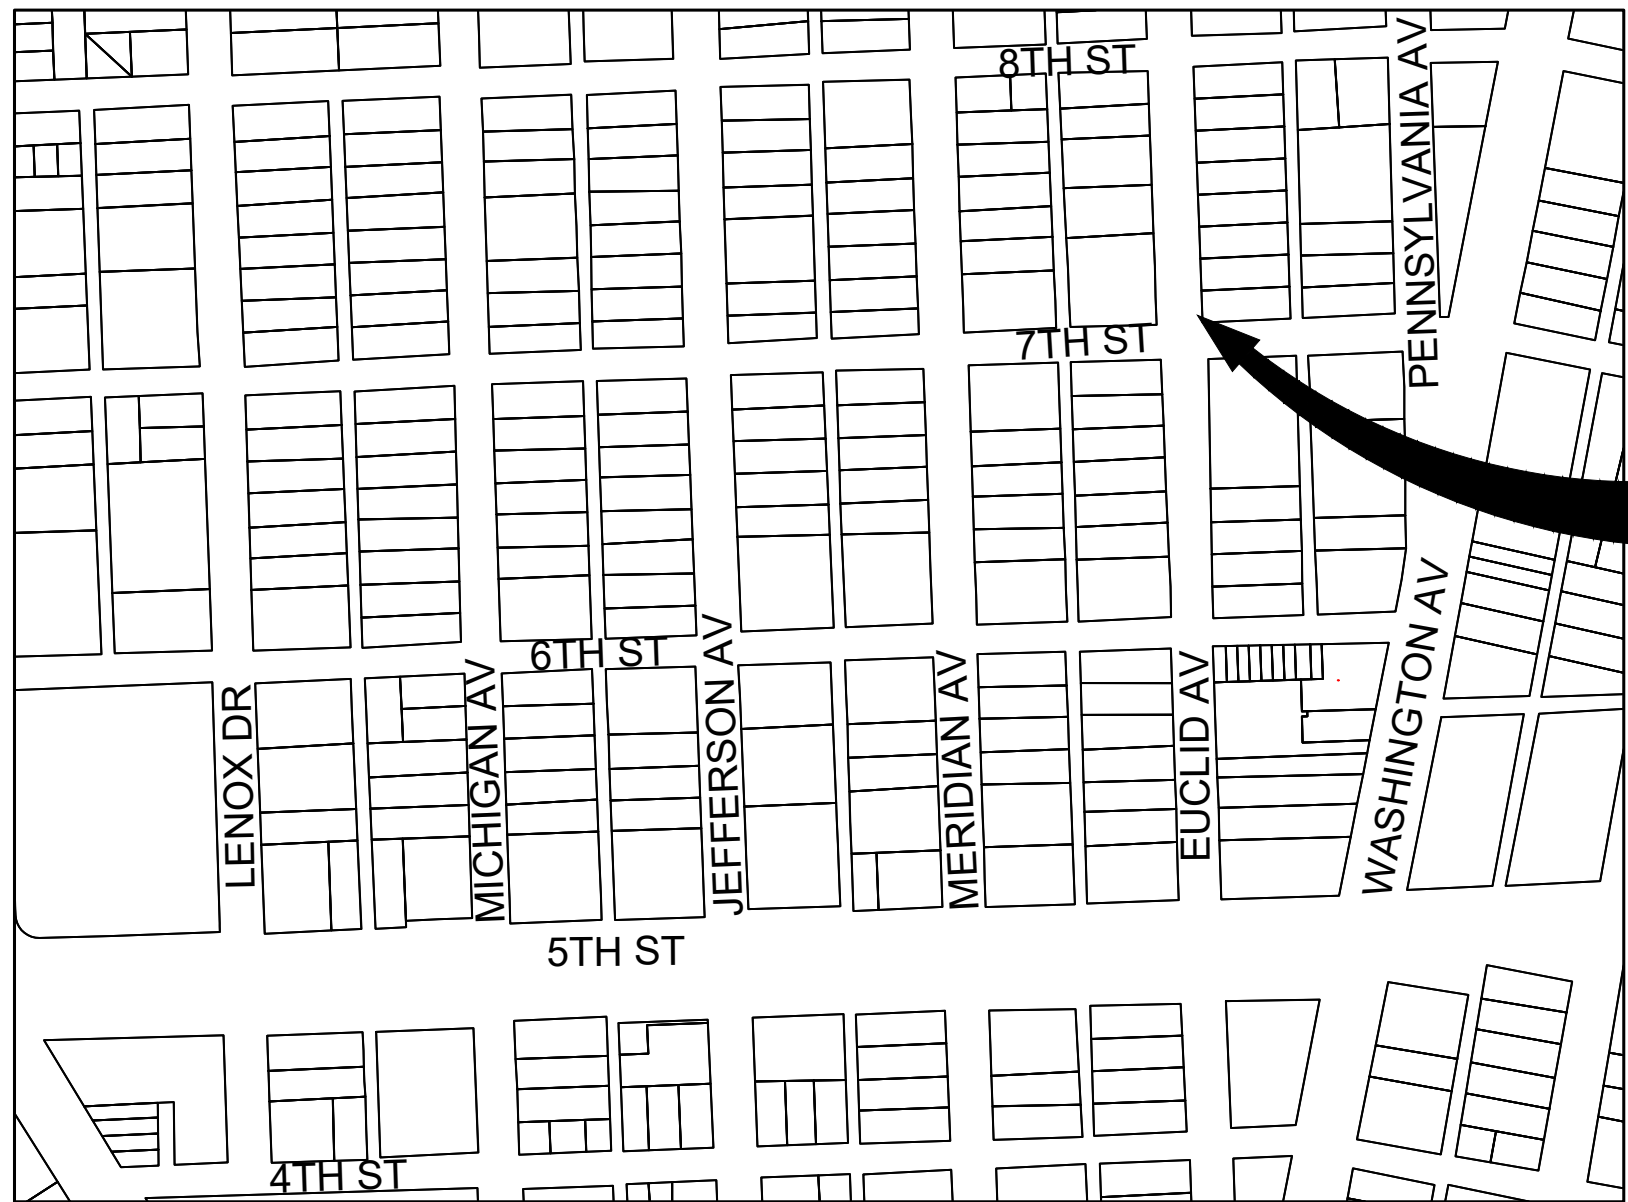 8TH ST
PENNSYLVANIA AV
7TH ST
6TH ST
LENOX DR
MICHIGAN AV
JEFFERSON AV
MERIDIAN AV
EUCLID AV
WASHINGTON AV
5TH ST
4TH ST